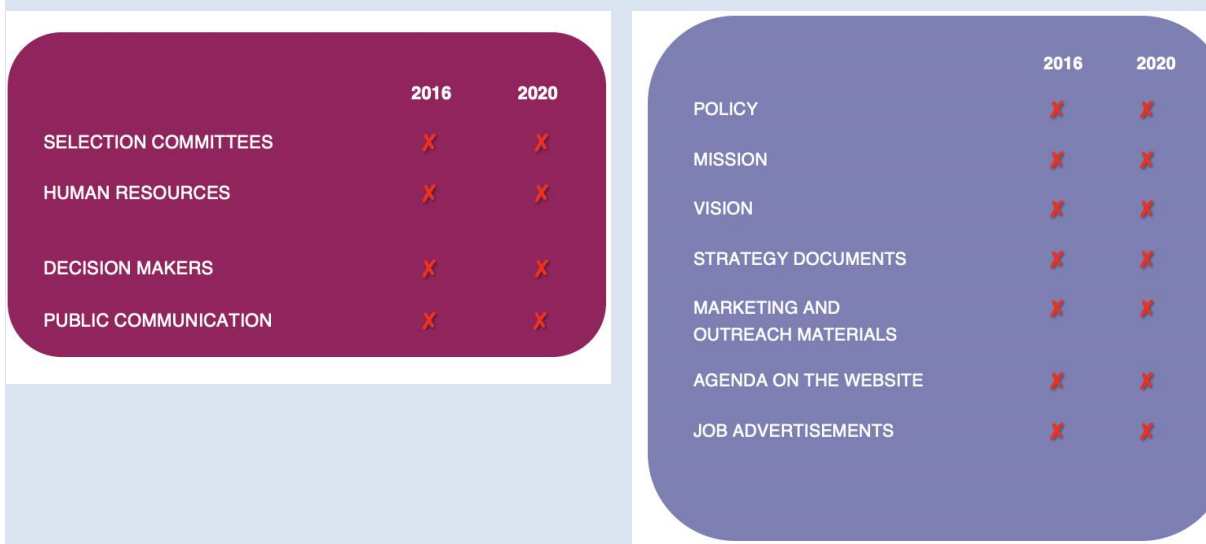 2016 2020
SELECTION COMMITTEES ✗ ✗
HUMAN RESOURCES ✗ ✗
DECISION MAKERS ✗ ✗
PUBLIC COMMUNICATION ✗ ✗
2016 2020
POLICY ✗ ✗
MISSION ✗ ✗
VISION ✗ ✗
STRATEGY DOCUMENTS ✗ ✗
MARKETING AND ✗ ✗
OUTREACH MATERIALS
AGENDA ON THE WEBSITE ✗ ✗
JOB ADVERTISEMENTS ✗ ✗